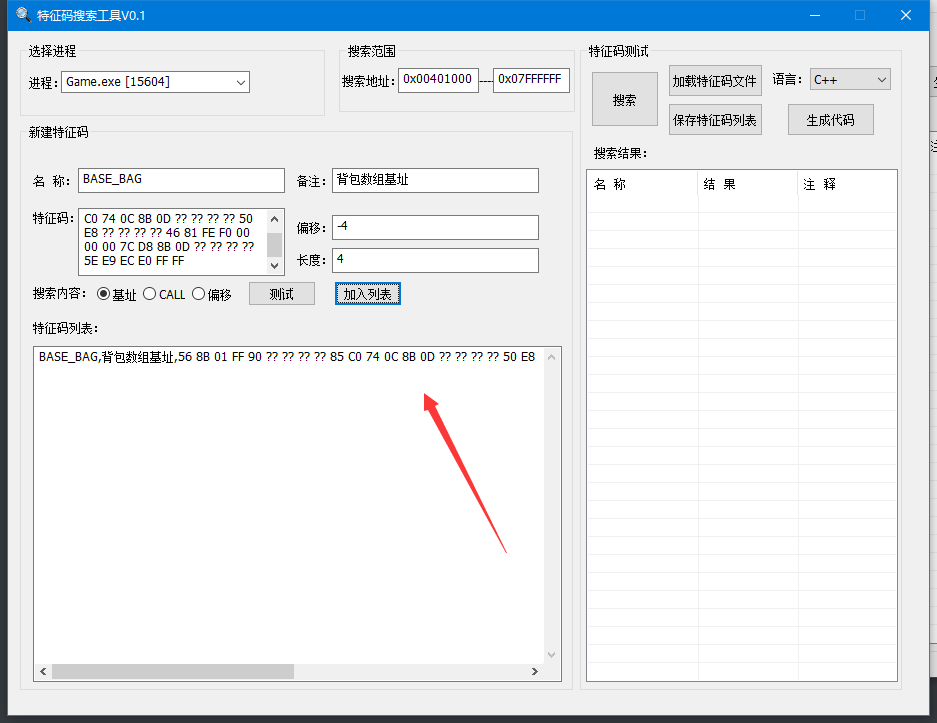 特征码搜索工具V0.1
选择进程
进程: Game.exe [15604]
搜索范围
搜索地址: 0x00401000 ---- 0x07FFFFFF
新建特征码
名 称: BASE_BAG
备注: 背包数组基址
特征码: C0 74 0C 8B 0D ?? ?? ?? ?? 50
E8 ?? ?? ?? ?? 46 81 FE F0 00
00 00 7C D8 8B 0D ?? ?? ?? ??
5E E9 EC E0 FF FF
偏移: -4
长度: 4
搜索内容: 基址 CALL 偏移 测试 加入列表
特征码列表:
BASE_BAG,背包数组基址,56 8B 01 FF 90 ?? ?? ?? ?? 85 C0 74 0C 8B 0D ?? ?? ?? ?? 50 E8
特征码测试
搜索
加载特征码文件
语言: C++
保存特征码列表
生成代码
搜索结果:
名 称 结 果 注 释